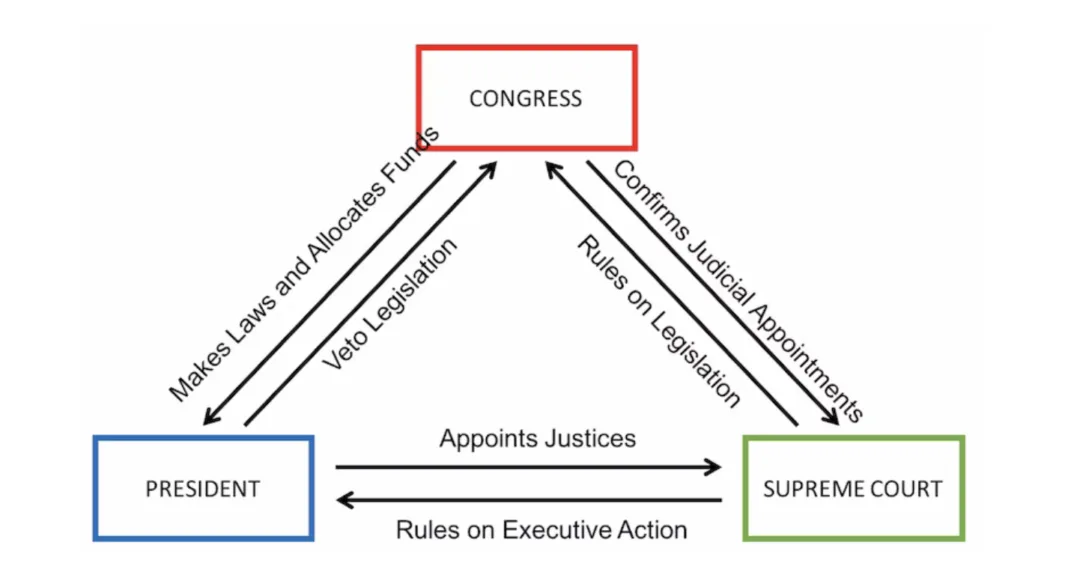 CONGRESS
Makes Laws and Allocates Funds
Veto Legislation
Confirms Judicial Appointments
Rules on Legislation
PRESIDENT
Appoints Justices
Rules on Executive Action
SUPREME COURT